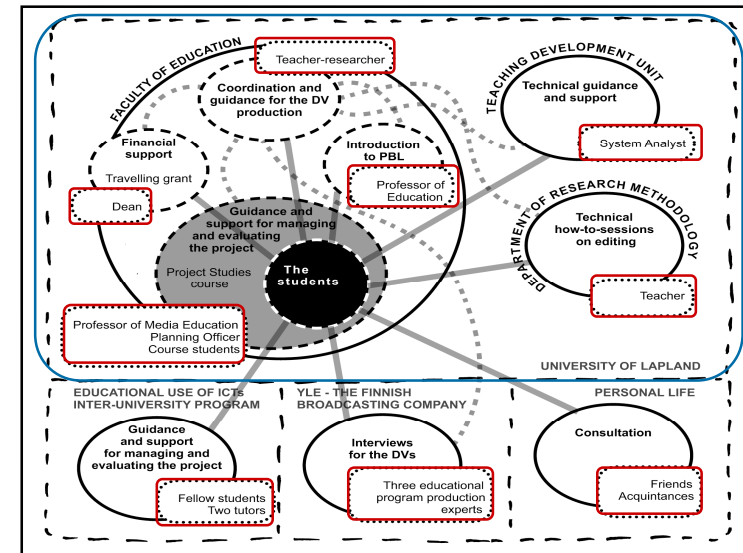 FACULTY OF EDUCATION
Teacher-researcher
Coordination and
guidance for the DV
production
Financial
support
Travelling grant
Dean
Introduction
to PBL
Professor of
Education
Guidance and
support for managing
and evaluating
the project
Project Studies
course
The
students
Professor of Media Education
Planning Officer
Course students
TEACHING DEVELOPMENT UNIT
Technical guidance
and support
System Analyst
DEPARTMENT OF RESEARCH METHODOLOGY
Technical
how-to-sessions
on editing
Teacher
UNIVERSITY OF LAPLAND
EDUCATIONAL USE OF ICTs
INTER-UNIVERSITY PROGRAM
Guidance
and support
for managing and
evaluating the project
Fellow students
Two tutors
YLE - THE FINNISH
BROADCASTING COMPANY
Interviews
for the DVs
Three educational
program production
experts
PERSONAL LIFE
Consultation
Friends
Acquintances